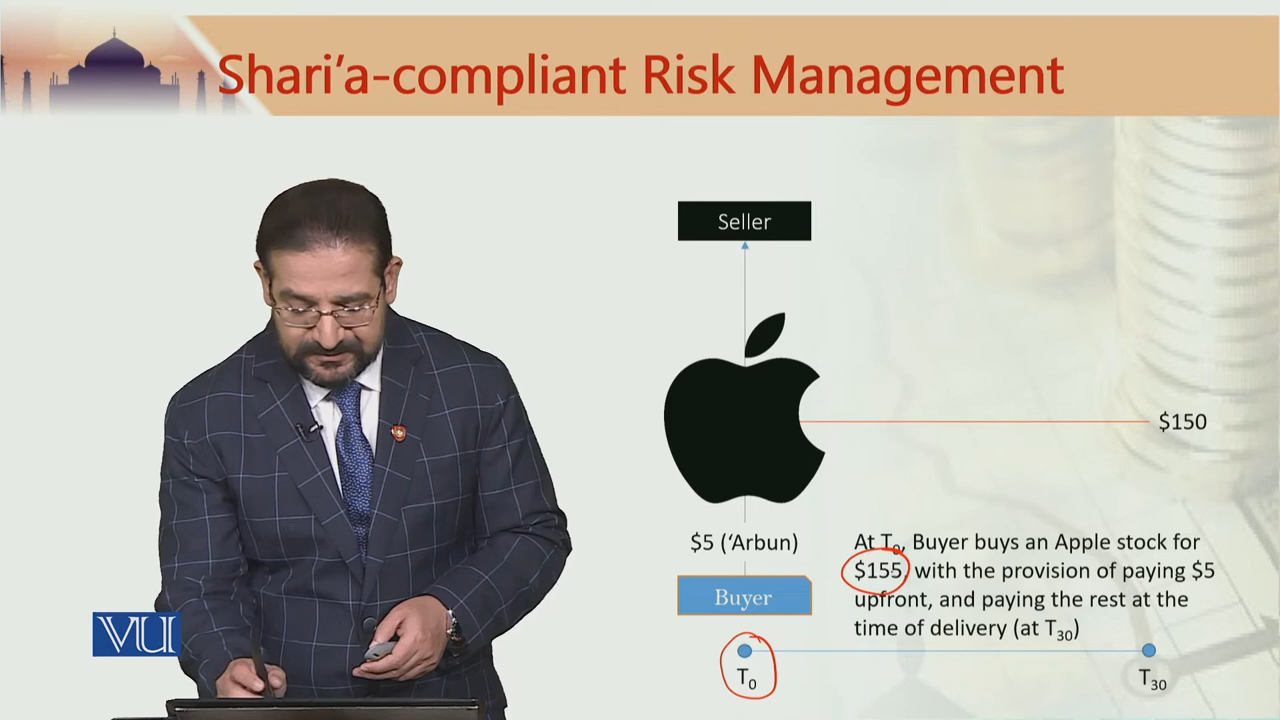 Shari’a-compliant Risk Management
Seller
$150
$5 (‘Arbun)
Buyer
At T₀, Buyer buys an Apple stock for
$155, with the provision of paying $5
upfront, and paying the rest at the
time of delivery (at T₃₀)
T₀
T₃₀
VU